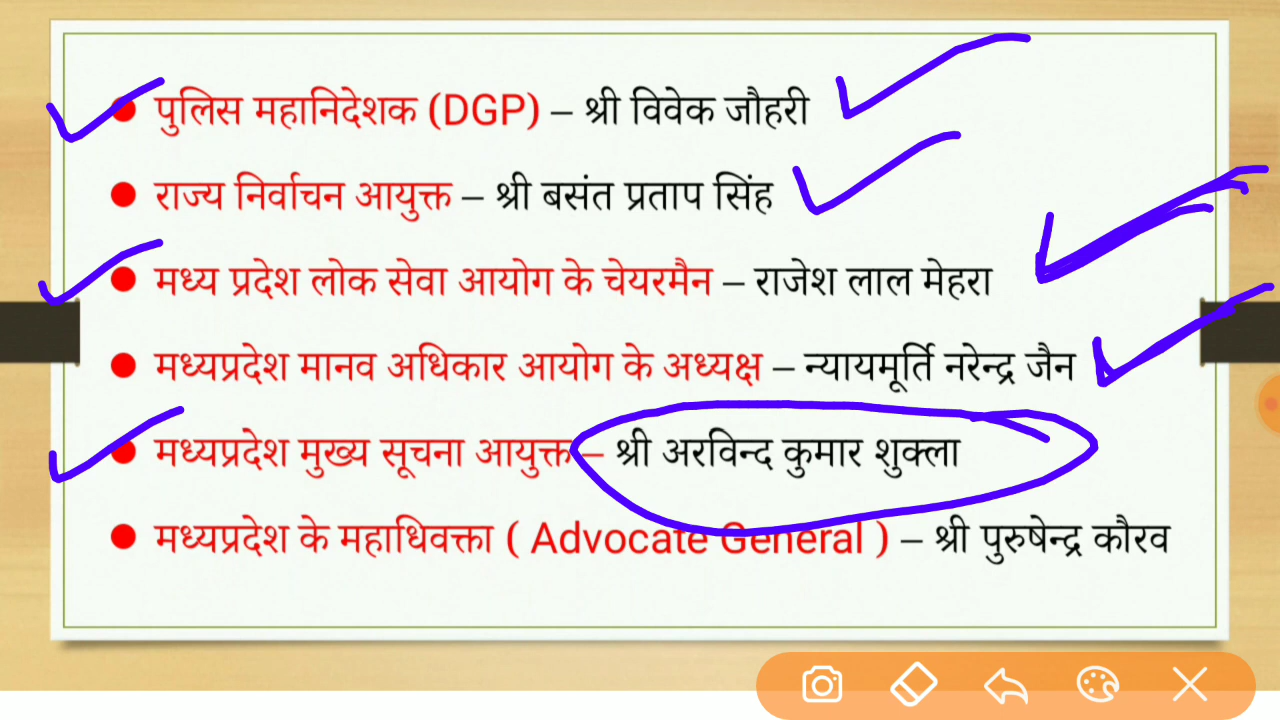 पुलिस महानिदेशक (DGP) – श्री विवेक जौहरी
राज्य निर्वाचन आयुक्त – श्री बसंत प्रताप सिंह
मध्य प्रदेश लोक सेवा आयोग के चेयरमैन – राजेश लाल मेहरा
मध्यप्रदेश मानव अधिकार आयोग के अध्यक्ष – न्यायमूर्ति नरेन्द्र जैन
मध्यप्रदेश मुख्य सूचना आयुक्त – श्री अरविन्द कुमार शुक्ला
मध्यप्रदेश के महाधिवक्ता ( Advocate General ) – श्री पुरुषेन्द्र कौरव